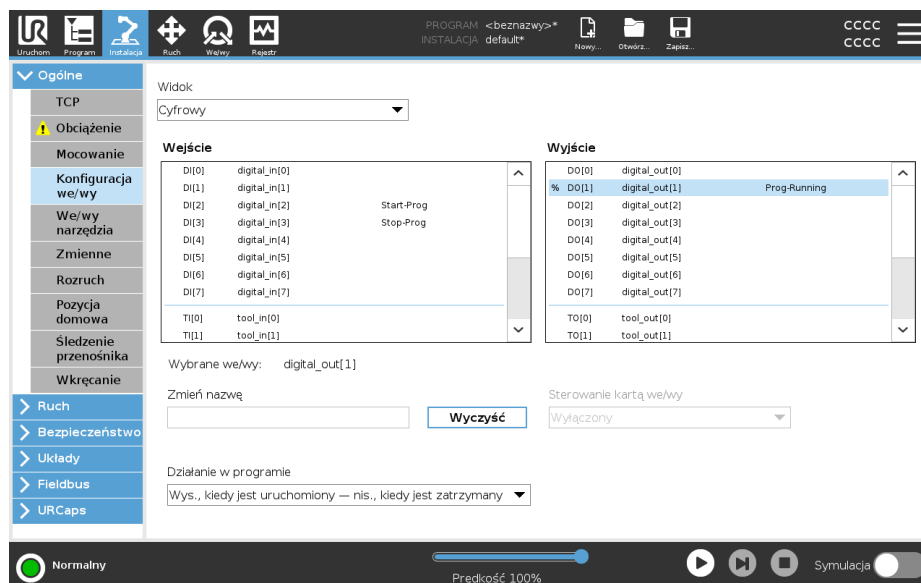 PROGRAM <beznazwy>*
INSTALACJA default*
CCCC
CCCC
Uruchom Program Instalacja Ruch We/wy Rejestr Nowy... Otwórz... Zapisz...
Ogólne
TCP
Obciążenie
Mocowanie
Konfiguracja
we/wy
We/wy
narzędzia
Zmienne
Rozruch
Pozycja
domowa
Śledzenie
przenośnika
Wkręcanie
Ruch
Bezpieczeństwo
Układy
Fieldbus
URCaps
Widok
Cyfrowy
Wejście
DI[0] digital_in[0]
DI[1] digital_in[1]
DI[2] digital_in[2] Start-Prog
DI[3] digital_in[3] Stop-Prog
DI[4] digital_in[4]
DI[5] digital_in[5]
DI[6] digital_in[6]
DI[7] digital_in[7]
TI[0] tool_in[0]
TI[1] tool_in[1]
Wyjście
DO[0] digital_out[0]
% DO[1] digital_out[1] Prog-Running
DO[2] digital_out[2]
DO[3] digital_out[3]
DO[4] digital_out[4]
DO[5] digital_out[5]
DO[6] digital_out[6]
DO[7] digital_out[7]
TO[0] tool_out[0]
TO[1] tool_out[1]
Wybrane we/wy: digital_out[1]
Zmień nazwę
Wyczyść
Sterowanie kartą we/wy
Wyłączony
Działanie w programie
Wys., kiedy jest uruchomiony — nis., kiedy jest zatrzymany
Normalny
Prędkość 100%
Symulacja